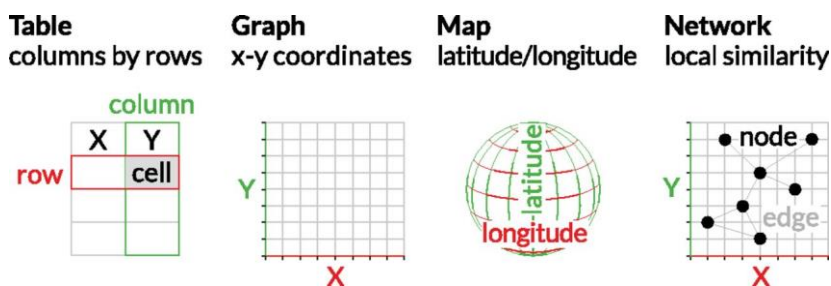 Table
columns by rows
column
X Y
row
cell
Graph
x-y coordinates
Y
X
Map
latitude/longitude
latitude
longitude
Network
local similarity
node
Y
edge
X